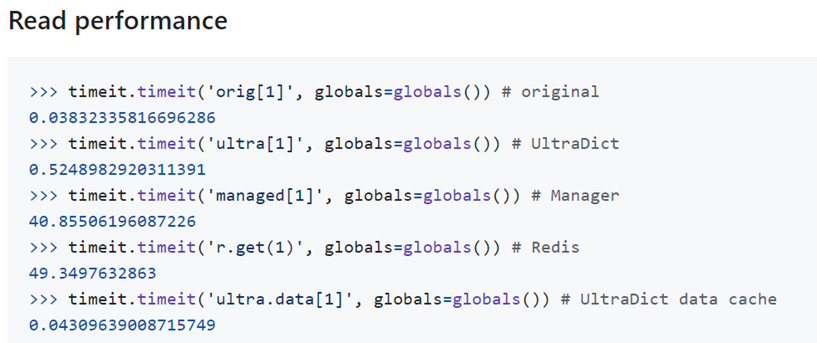 Read performance
>>> timeit.timeit('orig[1]', globals=globals()) # original
0.03832335816696286
>>> timeit.timeit('ultra[1]', globals=globals()) # UltraDict
0.5248982920311391
>>> timeit.timeit('managed[1]', globals=globals()) # Manager
40.85506196087226
>>> timeit.timeit('r.get(1)', globals=globals()) # Redis
49.3497632863
>>> timeit.timeit('ultra.data[1]', globals=globals()) # UltraDict data cache
0.04309639008715749